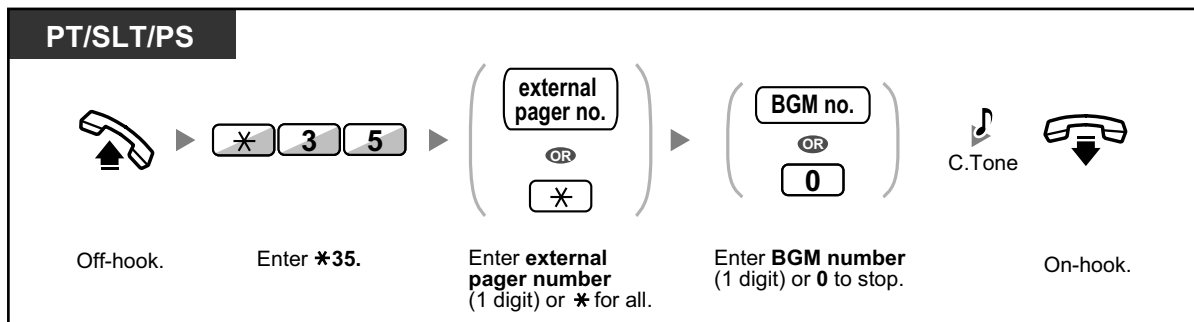 PT/SLT/PS
✳ 3 5
external
pager no.
OR
✳
BGM no.
OR
0
C.Tone
Off-hook.
Enter ✳35.
Enter external
pager number
(1 digit) or ✳ for all.
Enter BGM number
(1 digit) or 0 to stop.
On-hook.